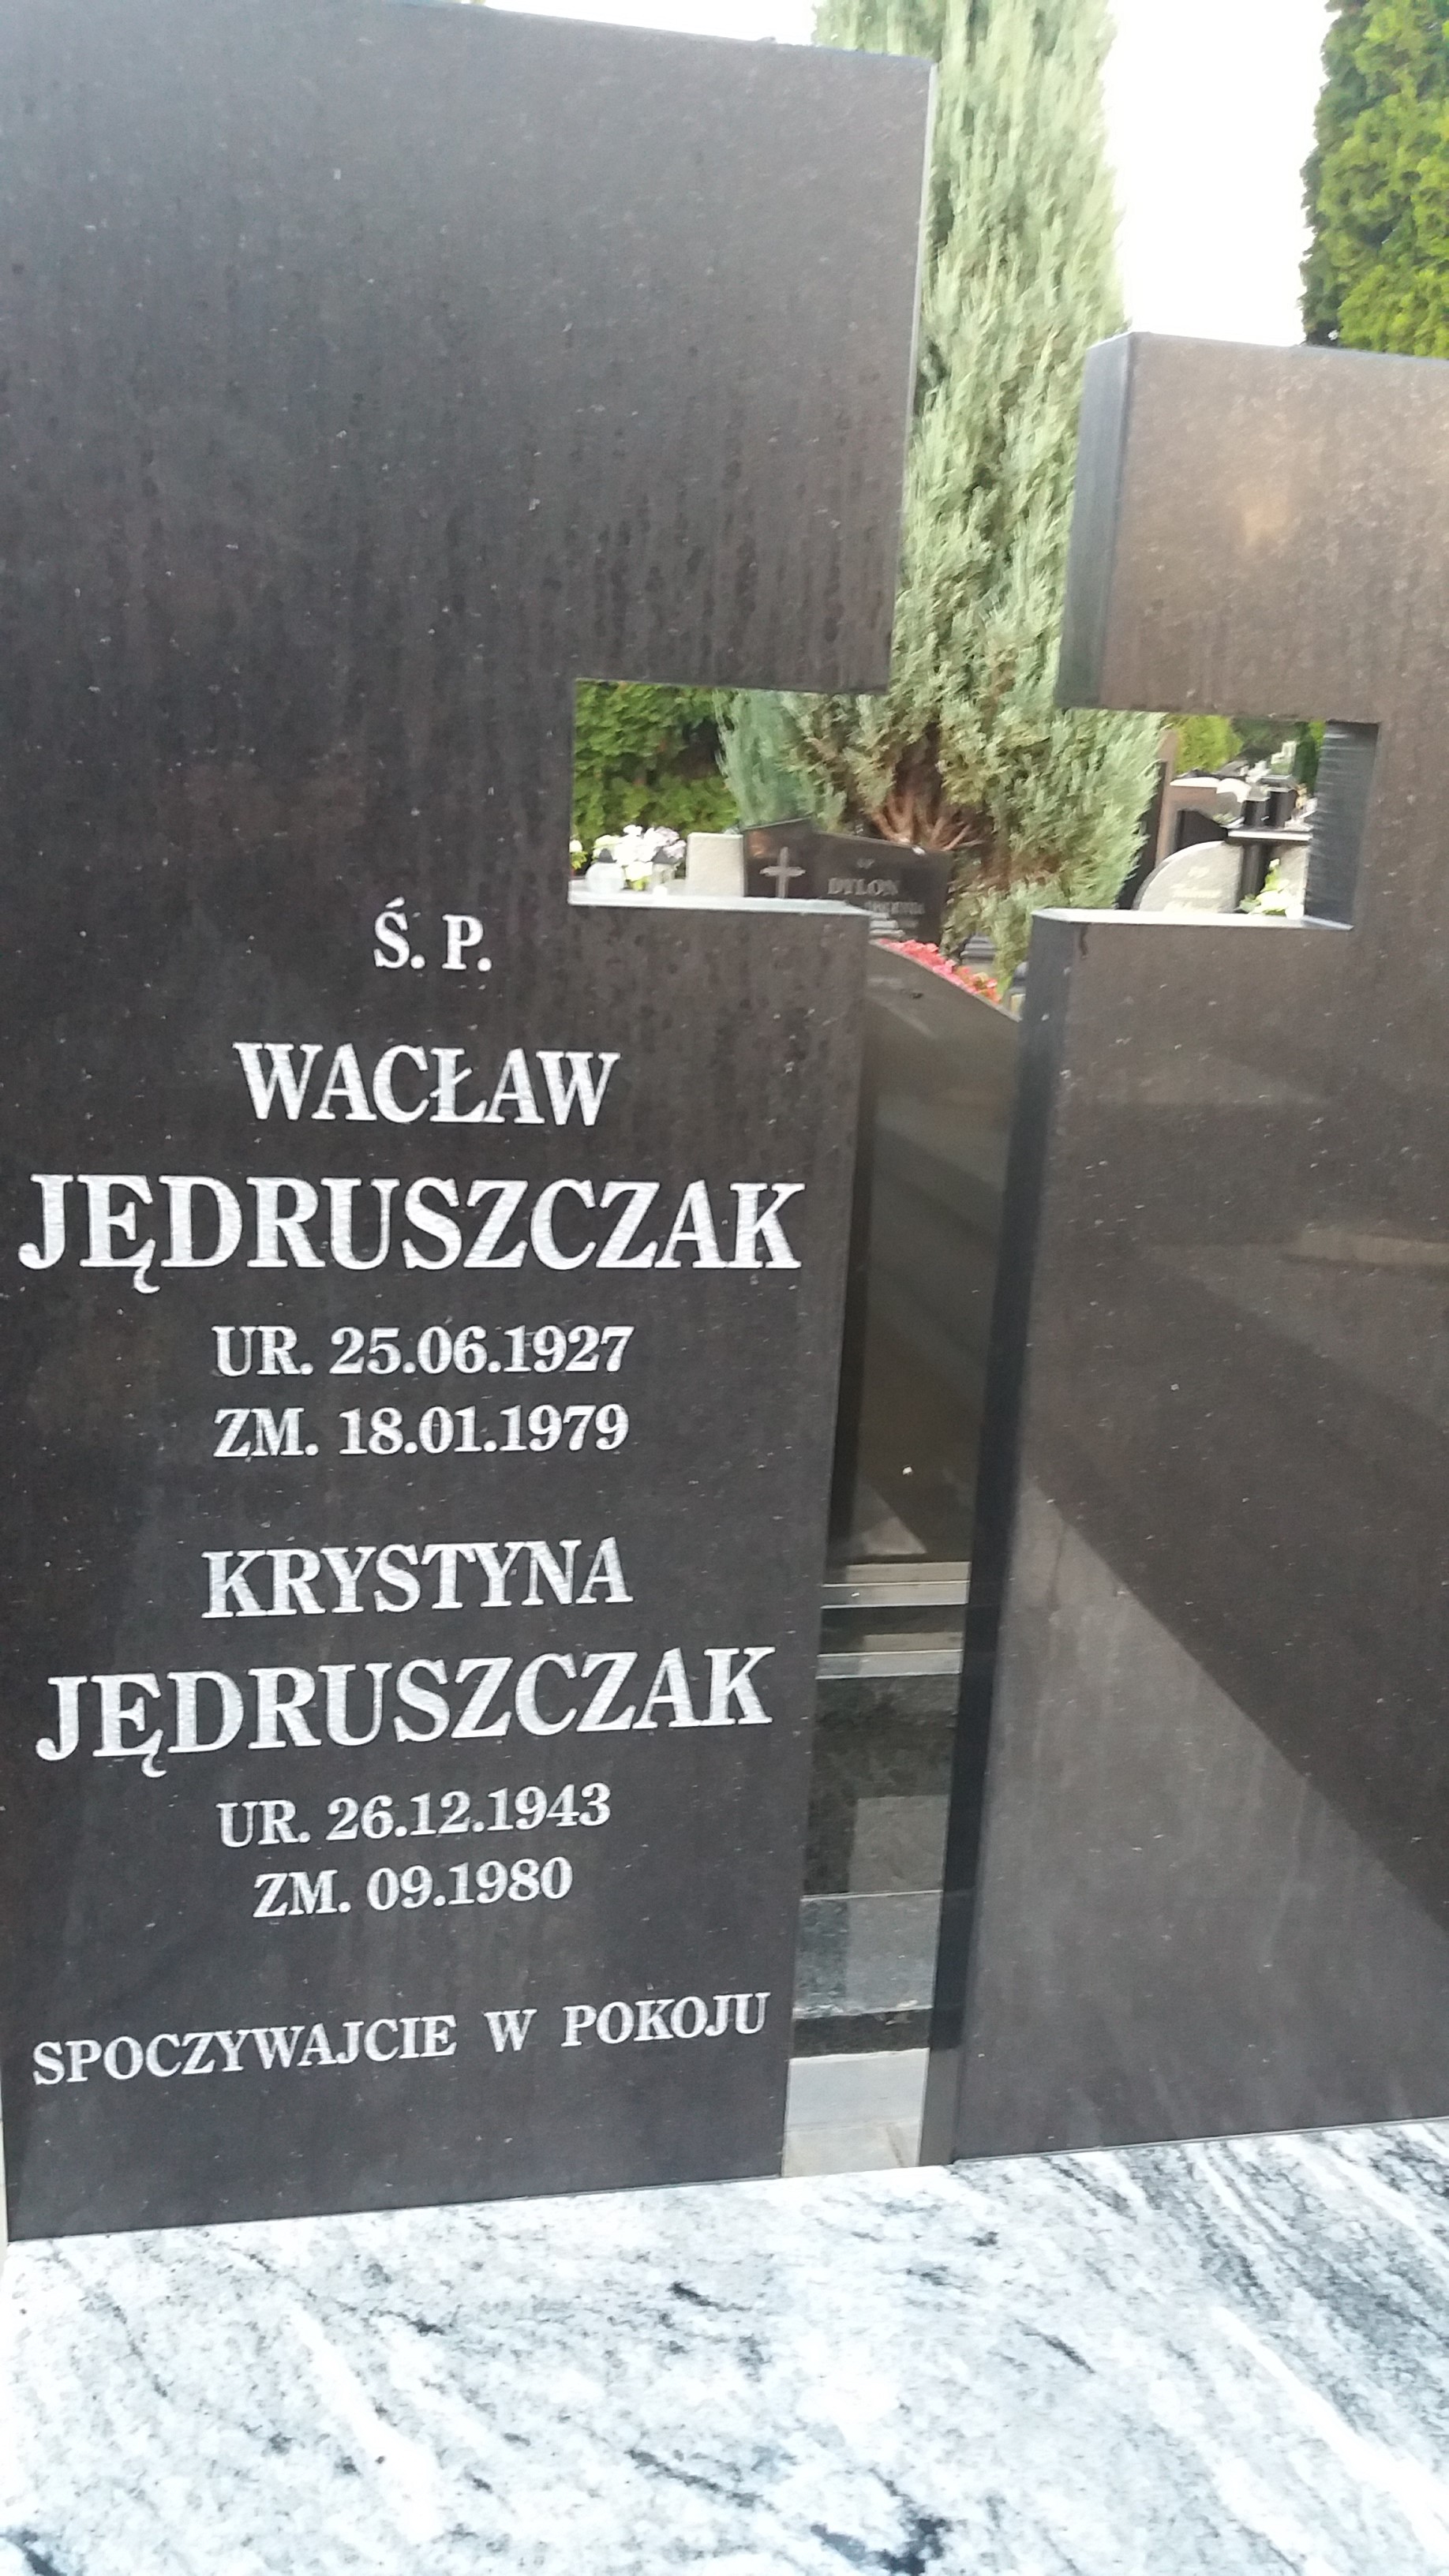 Ś. P.
WACŁAW
JĘDRUSZCZAK
UR. 25.06.1927
ZM. 18.01.1979
KRYSTYNA
JĘDRUSZCZAK
UR. 26.12.1943
ZM. 09.1980
SPOCZYWAJCIE W POKOJU
DYLON